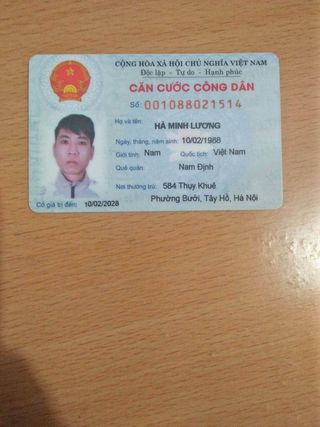 CỘNG HÒA XÃ HỘI CHỦ NGHĨA VIỆT NAM
Độc lập - Tự do - Hạnh phúc
CĂN CƯỚC CÔNG DÂN
Số: 001088021514
Họ và tên:
HÀ MINH LƯƠNG
Ngày, tháng, năm sinh: 10/02/1988
Giới tính: Nam Quốc tịch: Việt Nam
Quê quán: Nam Định
Nơi thường trú: 584 Thụy Khuê
Phường Bưởi, Tây Hồ, Hà Nội
Có giá trị đến: 10/02/2028